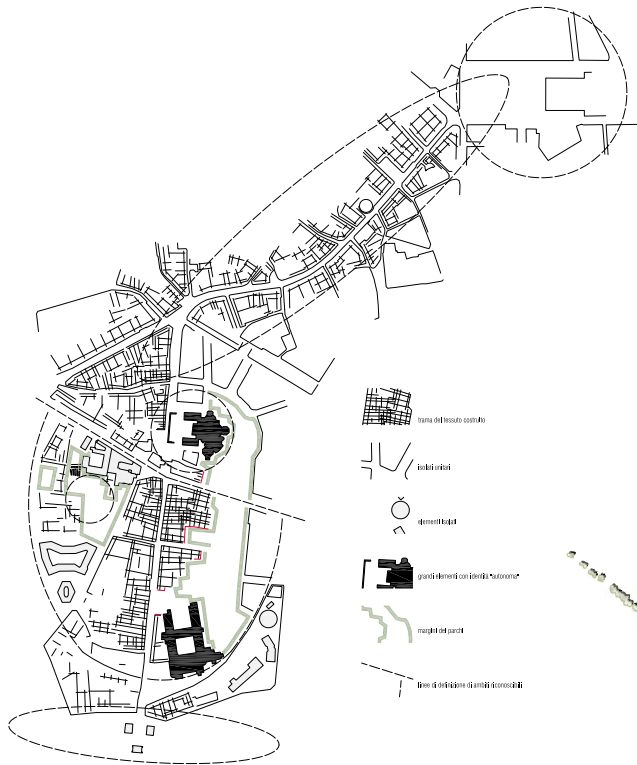 trama del tessuto costruito
isolati unitari
elementi isolati
grandi elementi con identità "autonoma"
margini dei parchi
linee di definizione di ambiti riconoscibili